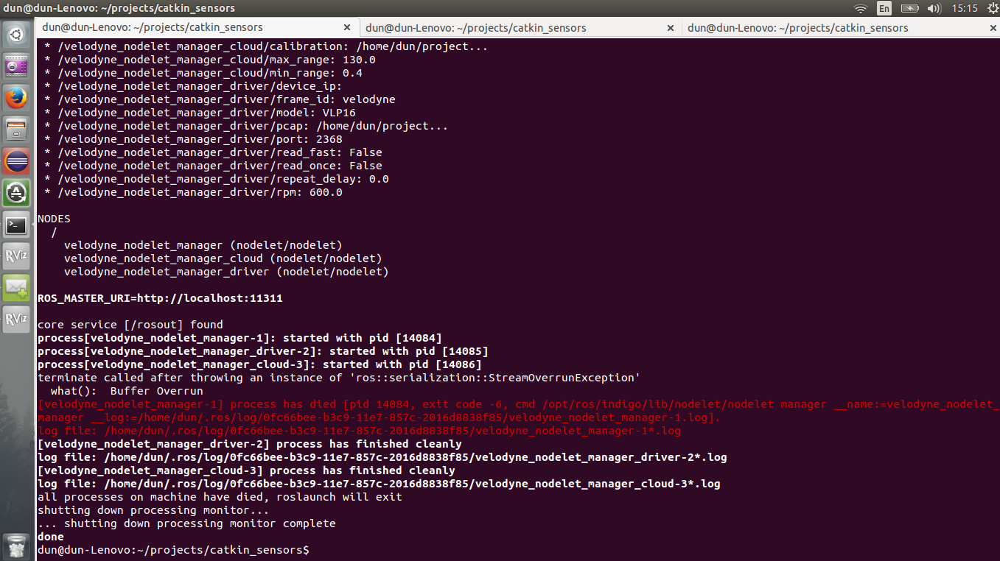 dun@dun-Lenovo: ~/projects/catkin_sensors
En
15:15
dun@dun-Lenovo: ~/projects/catkin_sensors
dun@dun-Lenovo: ~/projects/catkin_sensors
dun@dun-Lenovo: ~/projects/catkin_sensors
* /velodyne_nodelet_manager_cloud/calibration: /home/dun/project...
* /velodyne_nodelet_manager_cloud/max_range: 130.0
* /velodyne_nodelet_manager_cloud/min_range: 0.4
* /velodyne_nodelet_manager_driver/device_ip:
* /velodyne_nodelet_manager_driver/frame_id: velodyne
* /velodyne_nodelet_manager_driver/model: VLP16
* /velodyne_nodelet_manager_driver/pcap: /home/dun/project...
* /velodyne_nodelet_manager_driver/port: 2368
* /velodyne_nodelet_manager_driver/read_fast: False
* /velodyne_nodelet_manager_driver/read_once: False
* /velodyne_nodelet_manager_driver/repeat_delay: 0.0
* /velodyne_nodelet_manager_driver/rpm: 600.0
NODES
/
velodyne_nodelet_manager (nodelet/nodelet)
velodyne_nodelet_manager_cloud (nodelet/nodelet)
velodyne_nodelet_manager_driver (nodelet/nodelet)
ROS_MASTER_URI=http://localhost:11311
core service [/rosout] found
process[velodyne_nodelet_manager-1]: started with pid [14084]
process[velodyne_nodelet_manager_driver-2]: started with pid [14085]
process[velodyne_nodelet_manager_cloud-3]: started with pid [14086]
terminate called after throwing an instance of 'ros::serialization::StreamOverrunException'
what():  Buffer Overrun
[velodyne_nodelet_manager-1] process has died [pid 14084, exit code -6, cmd /opt/ros/indigo/lib/nodelet/nodelet manager __name:=velodyne_nodelet_
manager __log:=/home/dun/.ros/log/0fc66bee-b3c9-11e7-857c-2016d8838f85/velodyne_nodelet_manager-1.log].
log file: /home/dun/.ros/log/0fc66bee-b3c9-11e7-857c-2016d8838f85/velodyne_nodelet_manager-1*.log
[velodyne_nodelet_manager_driver-2] process has finished cleanly
log file: /home/dun/.ros/log/0fc66bee-b3c9-11e7-857c-2016d8838f85/velodyne_nodelet_manager_driver-2*.log
[velodyne_nodelet_manager_cloud-3] process has finished cleanly
log file: /home/dun/.ros/log/0fc66bee-b3c9-11e7-857c-2016d8838f85/velodyne_nodelet_manager_cloud-3*.log
all processes on machine have died, roslaunch will exit
shutting down processing monitor...
... shutting down processing monitor complete
done
dun@dun-Lenovo:~/projects/catkin_sensors$
RViz
RViz